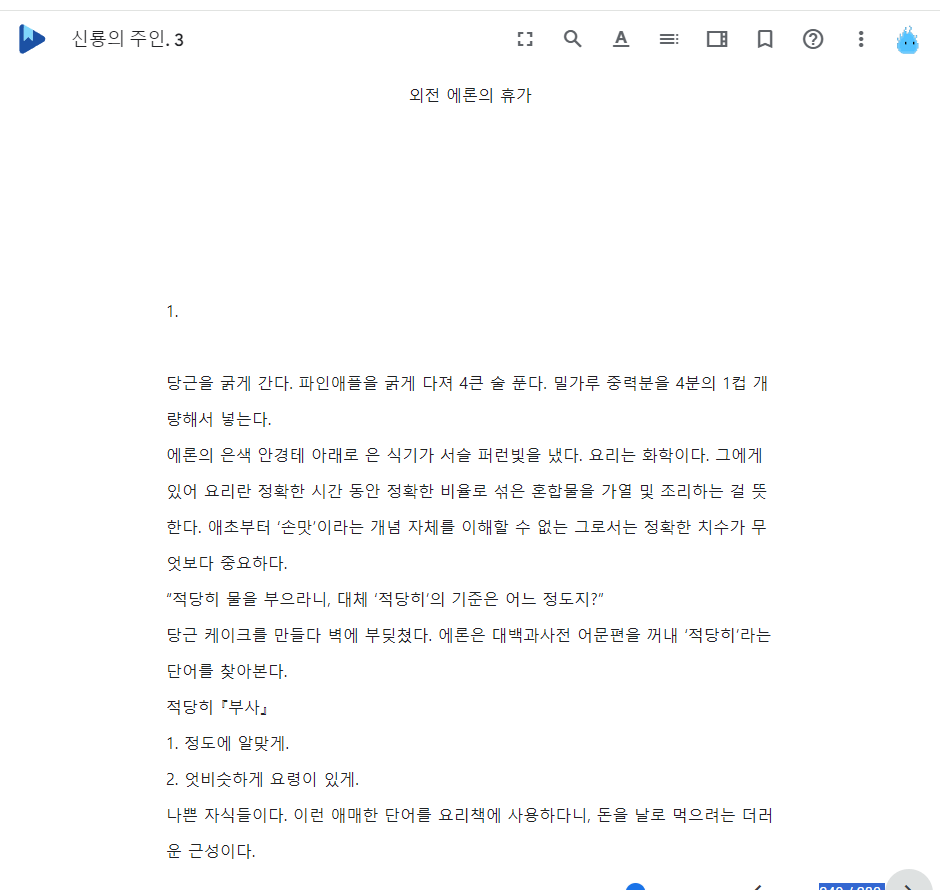 신룡의 주인. 3
외전 에론의 휴가
1.
당근을 굵게 간다. 파인애플을 굵게 다져 4큰 술 푼다. 밀가루 중력분을 4분의 1컵 개
량해서 넣는다.
에론의 은색 안경테 아래로 은 식기가 서슬 퍼런빛을 냈다. 요리는 화학이다. 그에게
있어 요리란 정확한 시간 동안 정확한 비율로 섞은 혼합물을 가열 및 조리하는 걸 뜻
한다. 애초부터 ‘손맛’이라는 개념 자체를 이해할 수 없는 그로서는 정확한 치수가 무
엇보다 중요하다.
“적당히 물을 부으라니, 대체 ‘적당히’의 기준은 어느 정도지?”
당근 케이크를 만들다 벽에 부딪쳤다. 에론은 대백과사전 어문편을 꺼내 ‘적당히’라는
단어를 찾아본다.
적당히 『부사』
1. 정도에 알맞게.
2. 엇비슷하게 요령이 있게.
나쁜 자식들이다. 이런 애매한 단어를 요리책에 사용하다니, 돈을 날로 먹으려는 더러
운 근성이다.